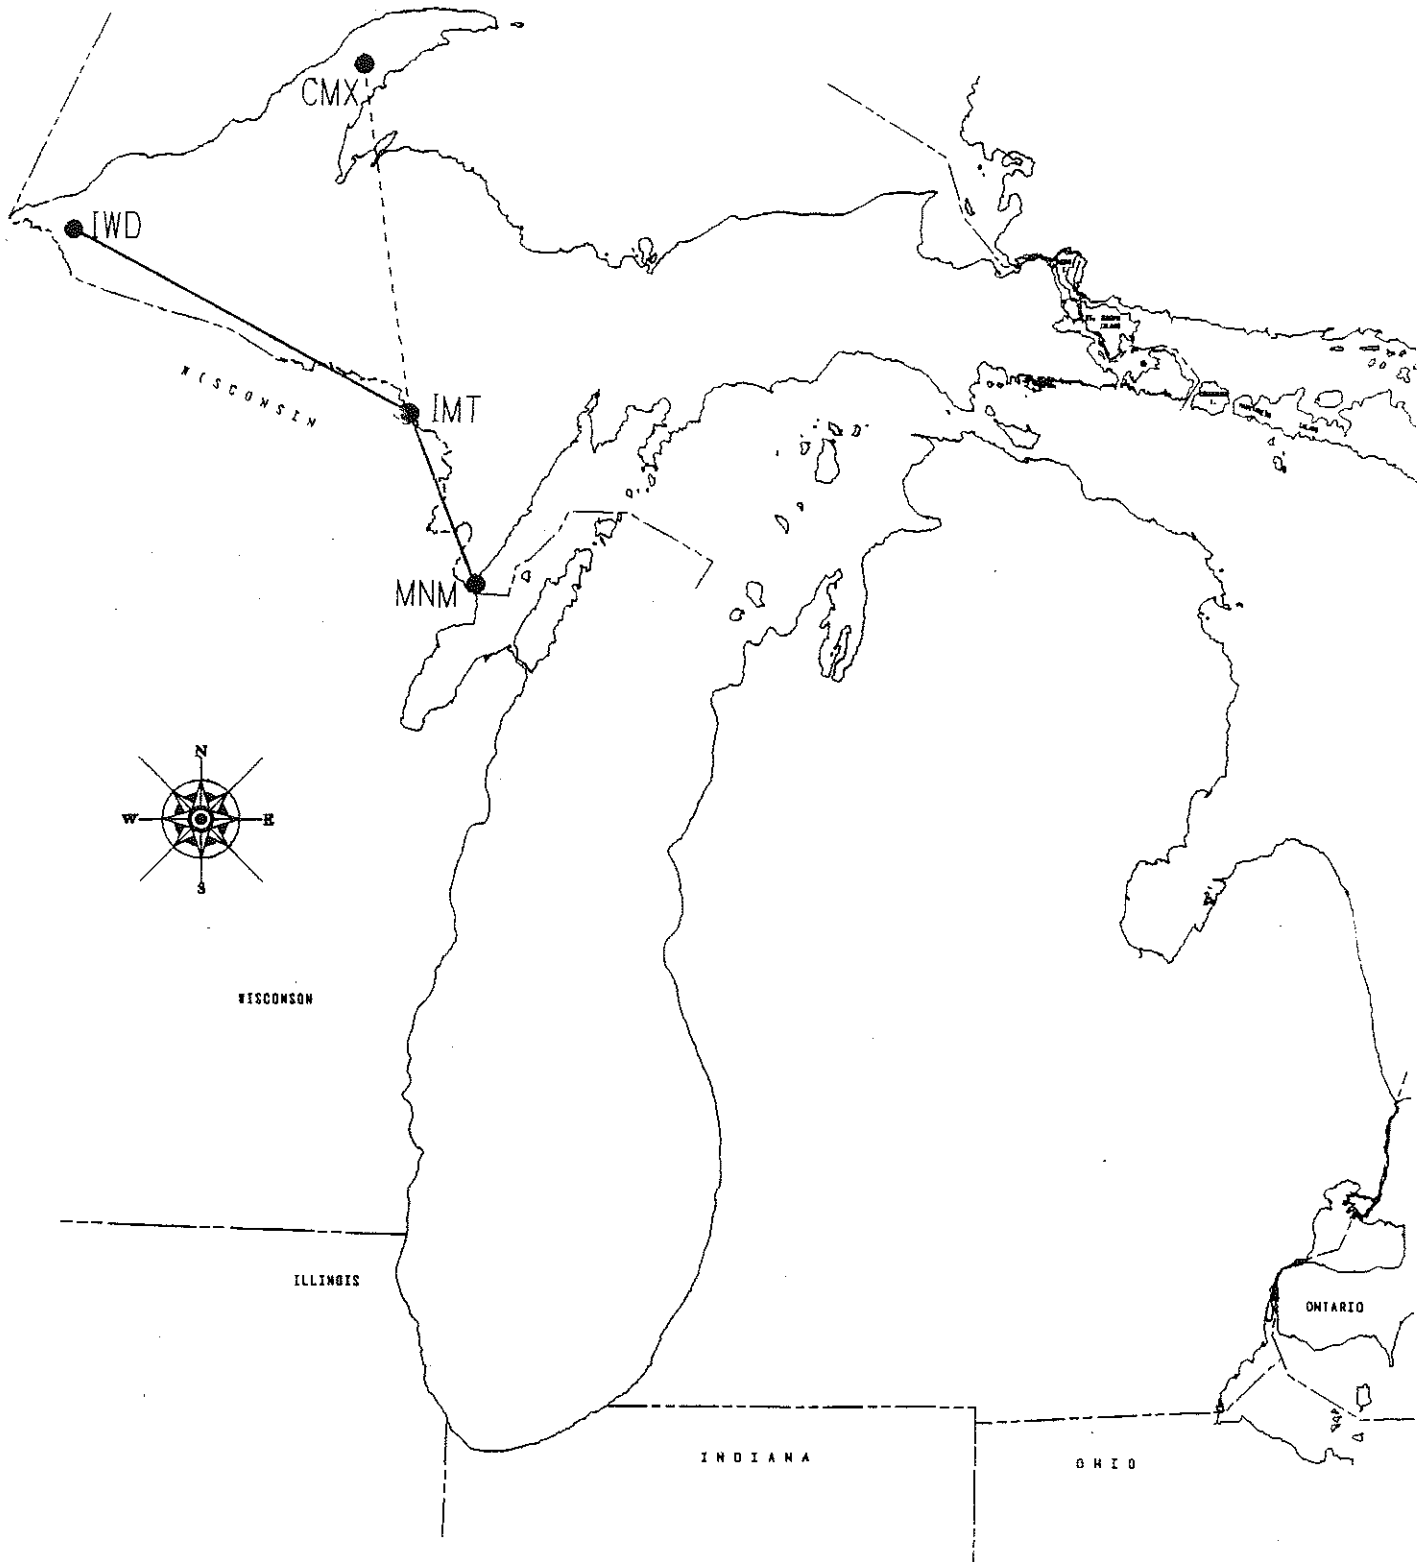 CMX
IWD
WISCONSIN
IMT
MNM
N
W
E
S
WISCONSON
ILLINOIS
ONTARIO
INDIANA
OHIO